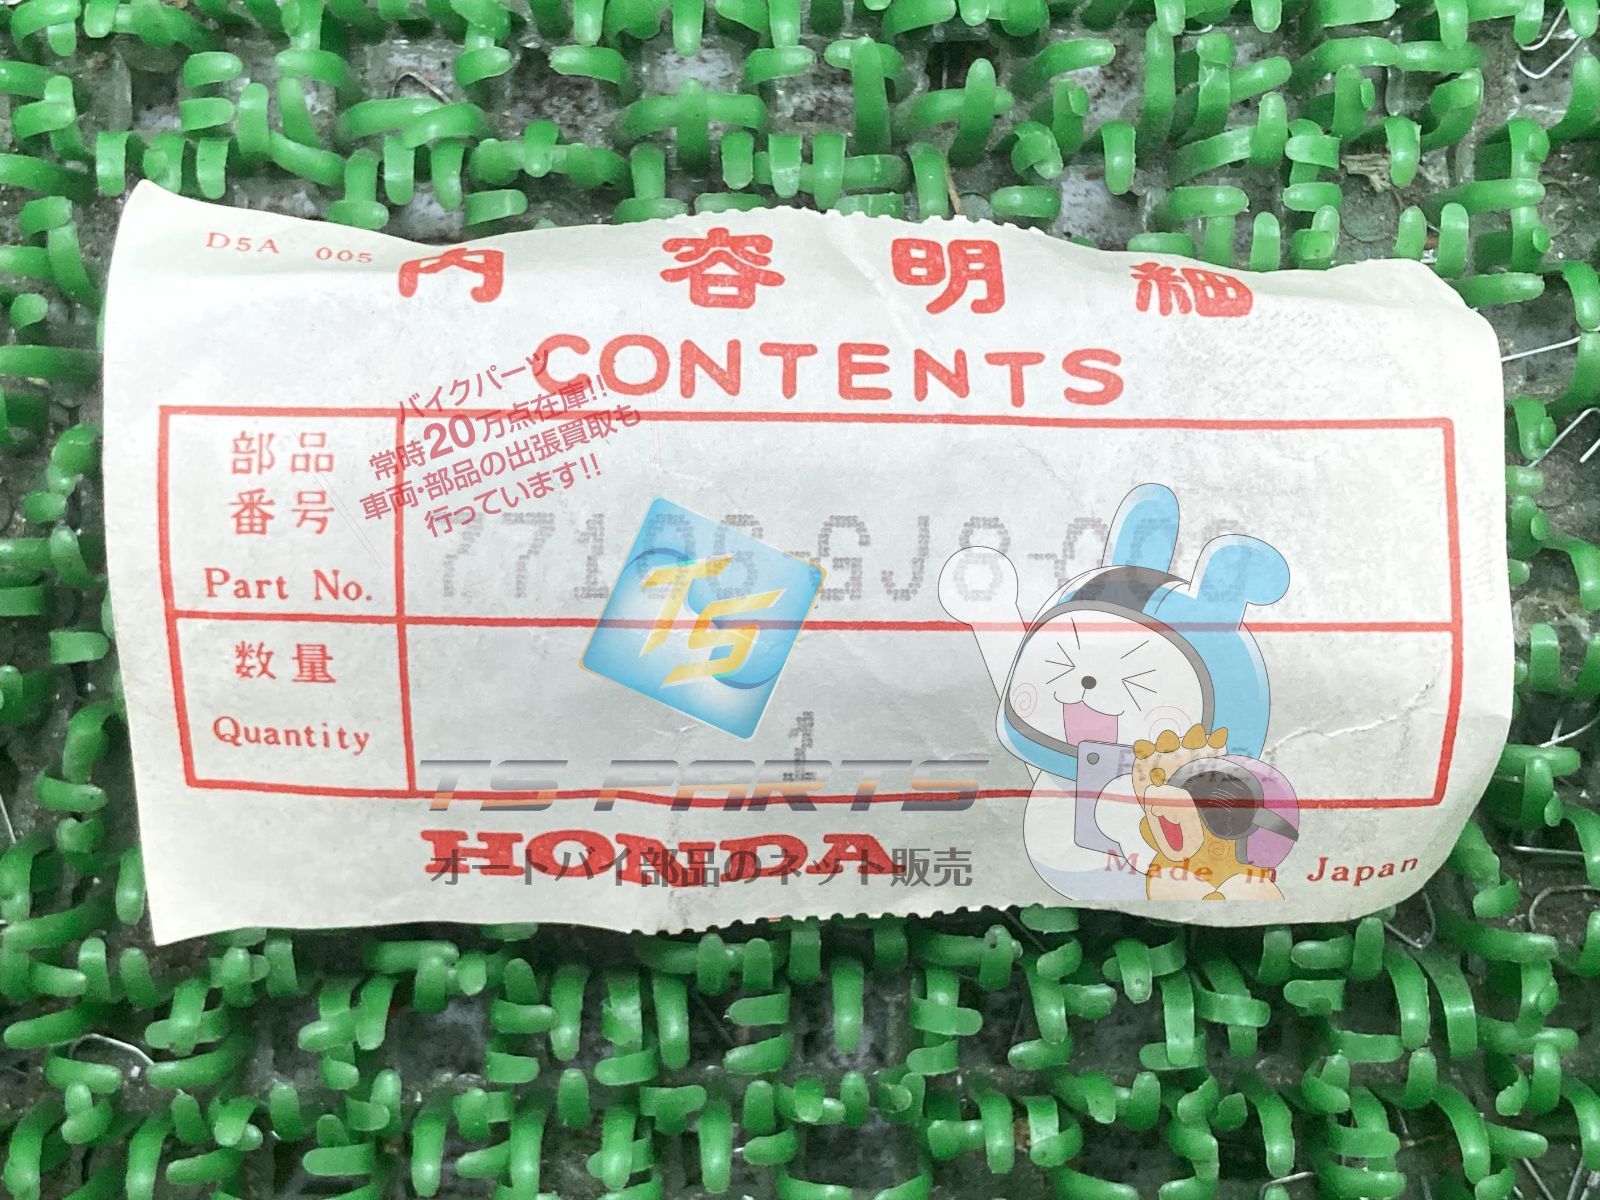 D5A 005
内容明細
CONTENTS
バイクパーツ
常時20万点在庫!!
車両・部品の出張買取も
行っています!!
部品
番号
Part No.
数量
Quantity
1
TS
TS PARTS
HONDA
オートバイ部品のネット販売
Made in Japan